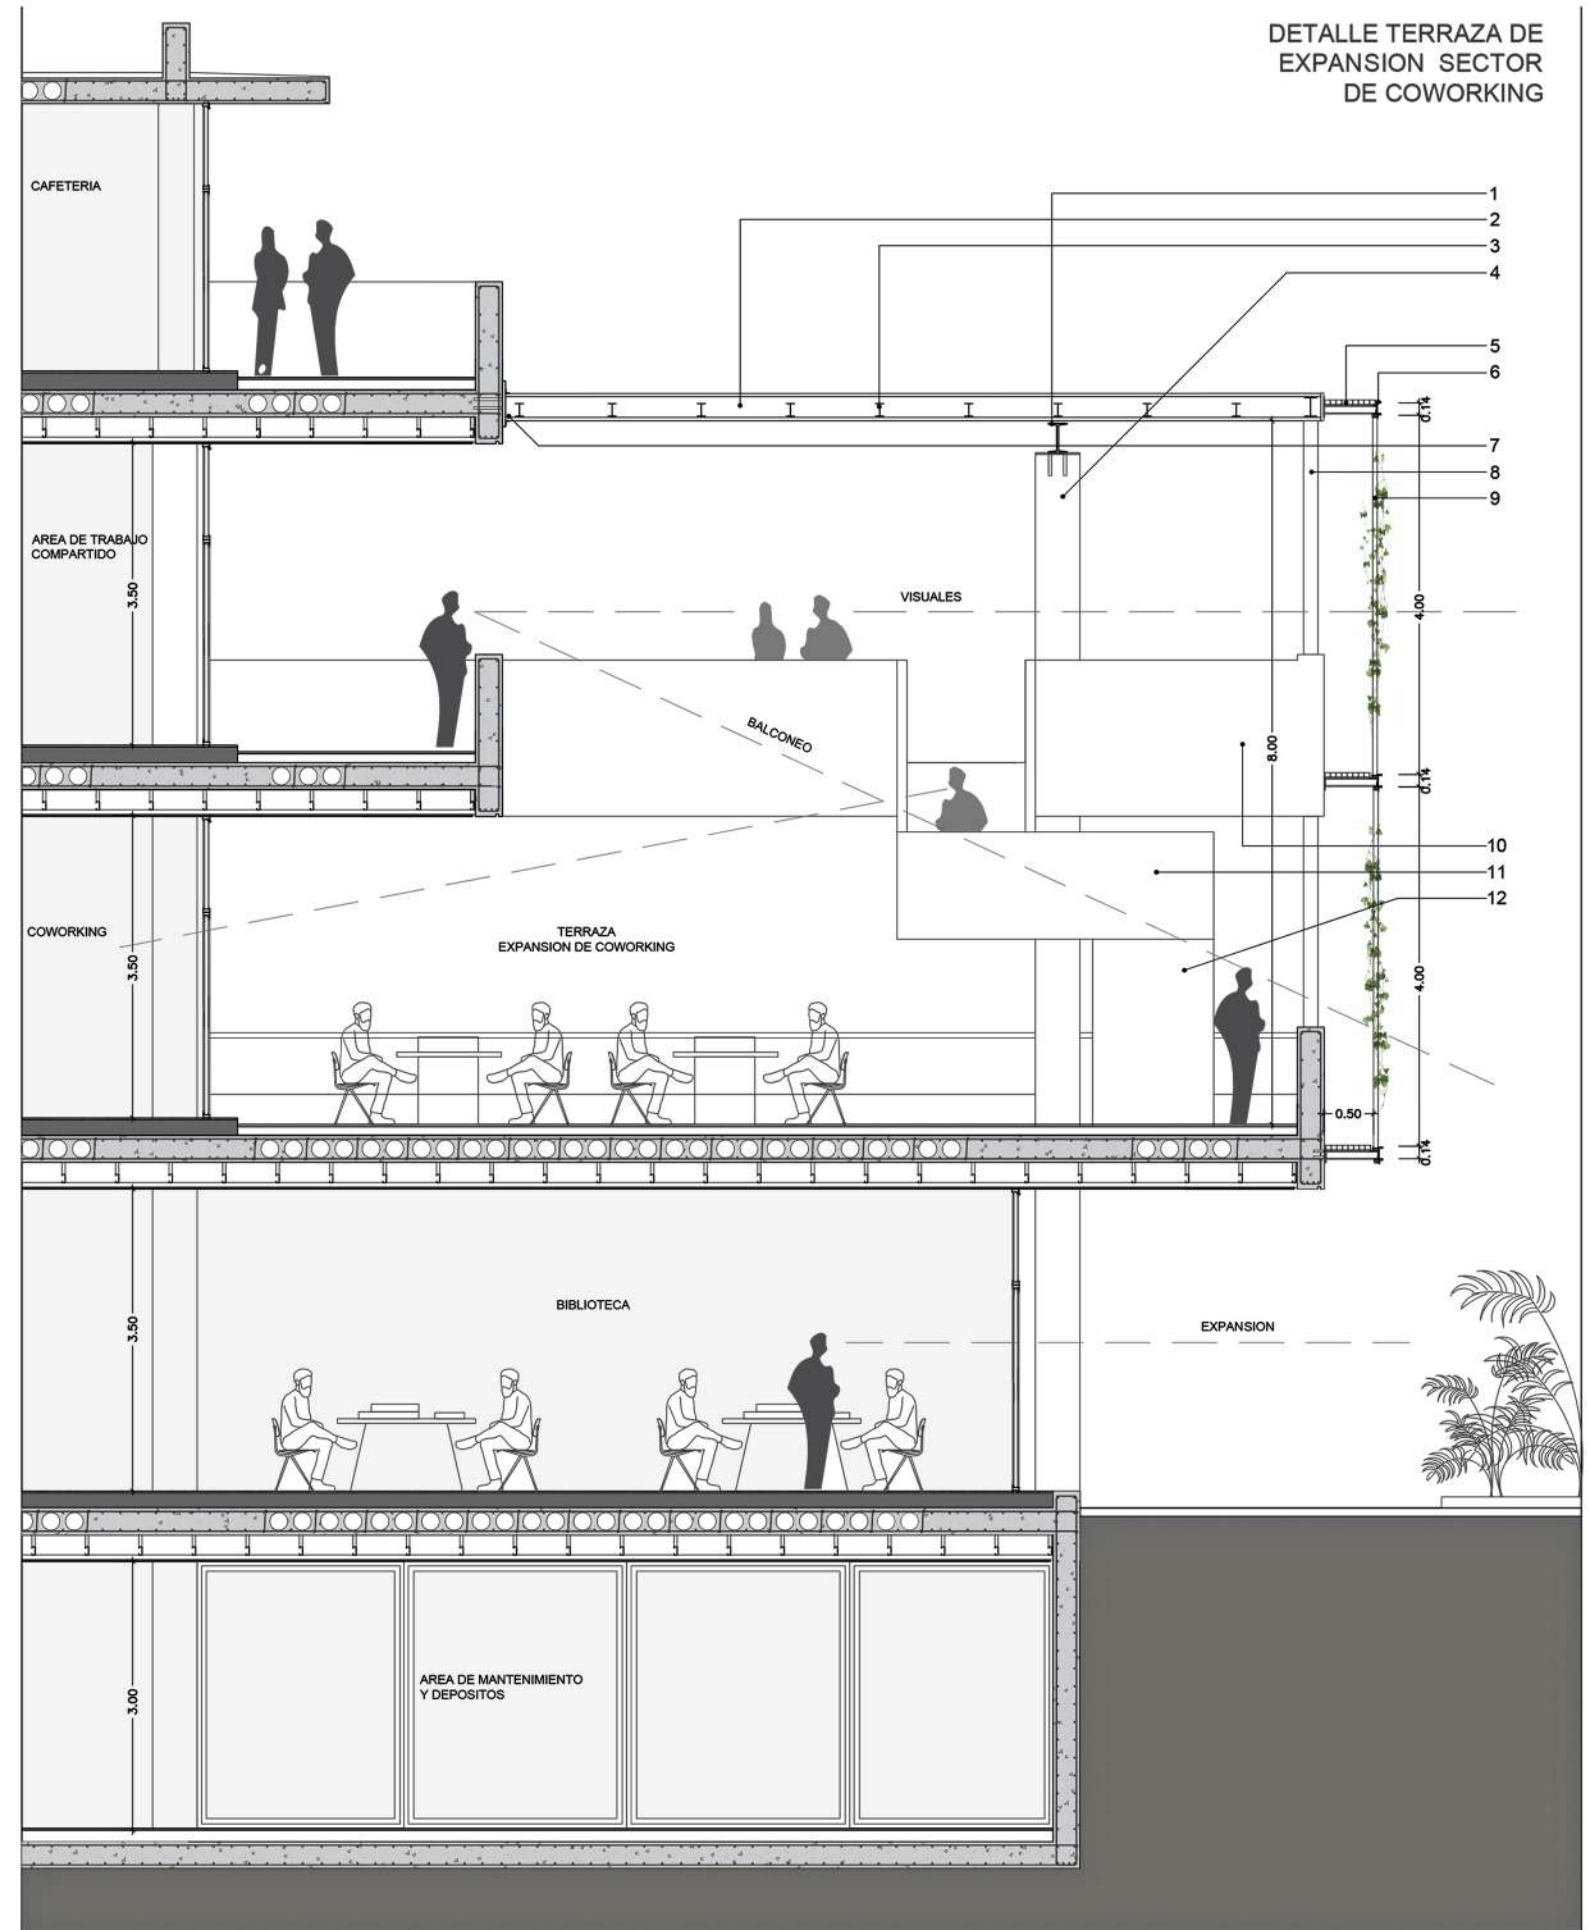 DETALLE TERRAZA DE
EXPANSION SECTOR
DE COWORKING
CAFETERIA
1
2
3
4
5
6
0.14
7
8
9
AREA DE TRABAJO
COMPARTIDO
3.50
VISUALES
4.00
BALCONEO
8.00
0.14
10
11
12
COWORKING
3.50
TERRAZA
EXPANSION DE COWORKING
4.00
0.50
0.14
3.50
BIBLIOTECA
EXPANSION
AREA DE MANTENIMIENTO
Y DEPOSITOS
3.00